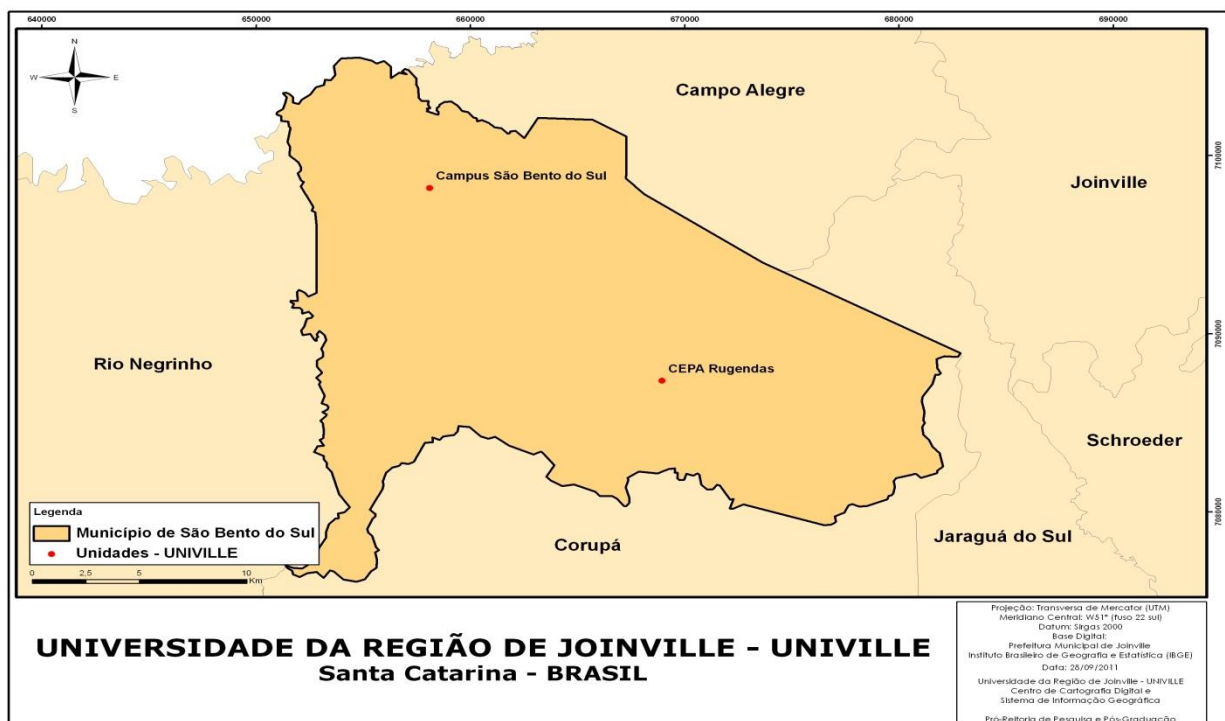 640000
650000
660000
670000
680000
690000
N
W
E
S
Campo Alegre
7100000
Campus São Bento do Sul
Joinville
7090000
Rio Negrinho
CEPA Rugendas
Schroeder
7080000
Legenda
Município de São Bento do Sul
Unidades - UNIVILLE
Corupá
Jaraguá do Sul
0
2,5
5
10
Km
UNIVERSIDADE DA REGIÃO DE JOINVILLE - UNIVILLE
Santa Catarina - BRASIL
Projeção: Transversa de Mercator (UTM)
Meridiano Central: W51° (fuso 22 sul)
Datum: Sirgas 2000
Base Digital:
Prefeitura Municipal de Joinville
Instituto Brasileiro de Geografia e Estatística (IBGE)
Data: 28/09/2011
Universidade da Região de Joinville - UNIVILLE
Centro de Cartografia Digital e
Sistema de Informação Geográfica
Pró-Reitoria de Pesquisa e Pós-Graduação